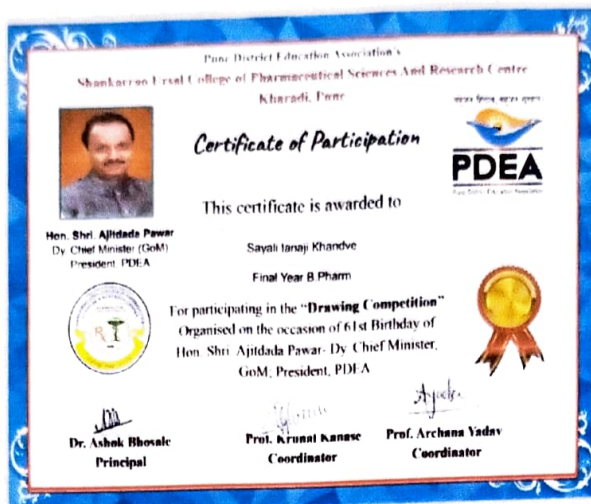 Pune District Education Association's
Shankarrao Ursal College of Pharmaceutical Sciences And Research Centre
Kharadi, Pune
Certificate of Participation
PDEA
Pune District Education Association
This certificate is awarded to
Hon. Shri. Ajitdada Pawar
Dy. Chief Minister (GoM)
President, PDEA
Sayali tanaji Khandve
Final Year B.Pharm
For participating in the “Drawing Competition”
Organised on the occasion of 61st Birthday of
Hon. Shri. Ajitdada Pawar- Dy. Chief Minister,
GoM, President, PDEA
Dr. Ashok Bhosale
Principal
Prof. Krunal Kanase
Coordinator
Prof. Archana Yadav
Coordinator